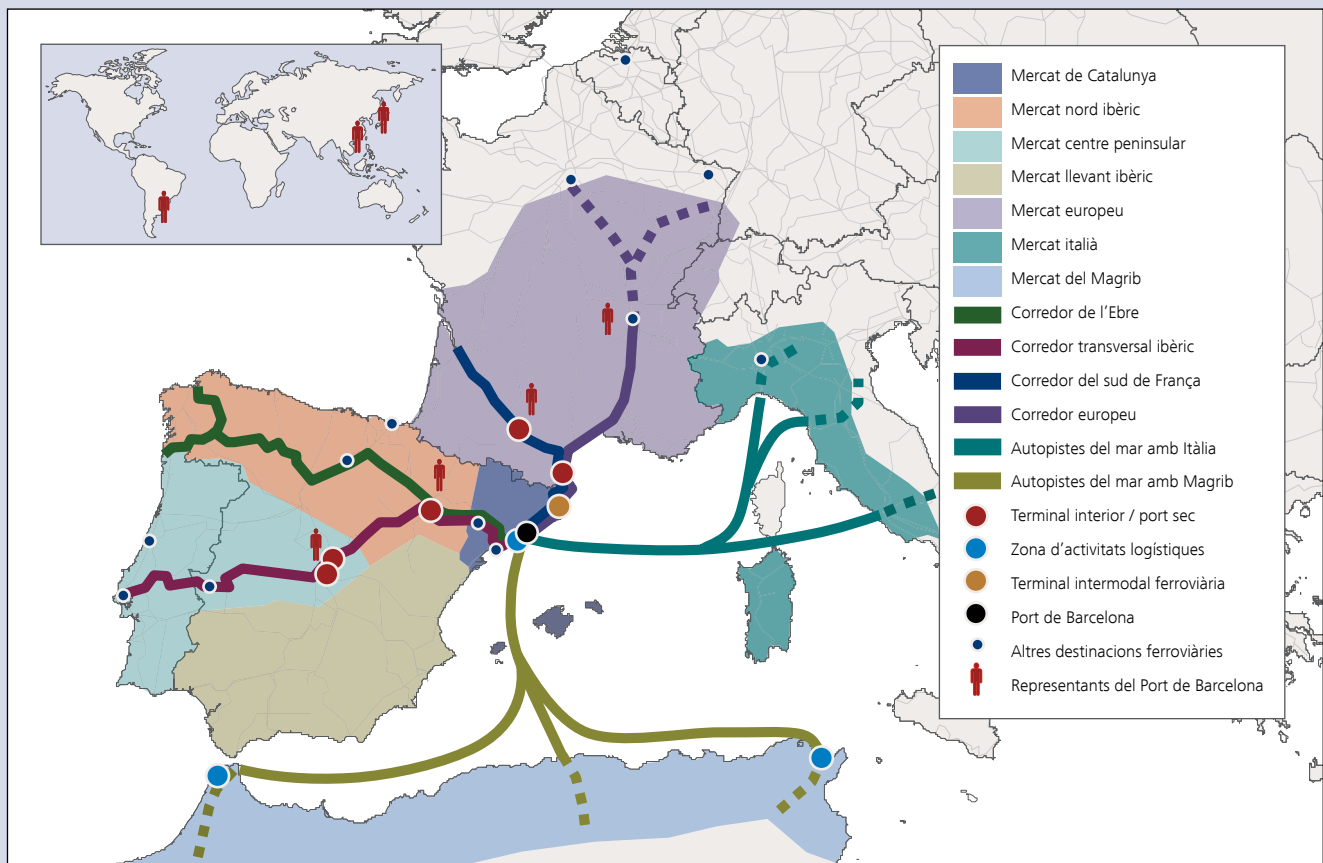 Mercat de Catalunya
Mercat nord ibèric
Mercat centre peninsular
Mercat llevant ibèric
Mercat europeu
Mercat italià
Mercat del Magrib
Corredor de l’Ebre
Corredor transversal ibèric
Corredor del sud de França
Corredor europeu
Autopistes del mar amb Itàlia
Autopistes del mar amb Magrib
Terminal interior / port sec
Zona d’activitats logístiques
Terminal intermodal ferroviària
Port de Barcelona
Altres destinacions ferroviàries
Representants del Port de Barcelona